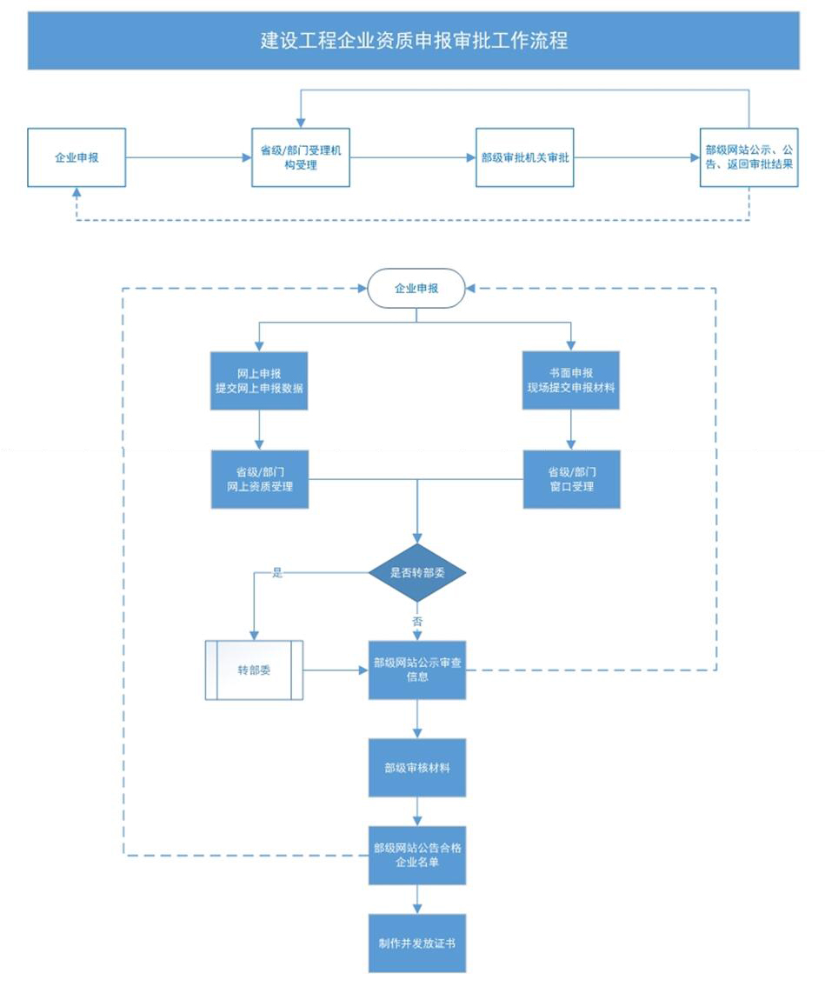 建设工程企业资质申报审批工作流程
企业申报
省级/部门受理机
构受理
部级审批机关审批
部级网站公示、公
告、返回审批结果
企业申报
网上申报
提交网上申报数据
书面申报
现场提交申报材料
省级/部门
网上资质受理
省级/部门
窗口受理
是否转部委
是
否
转部委
部级网站公示审查
信息
部级审核材料
部级网站公告合格
企业名单
制作并发放证书